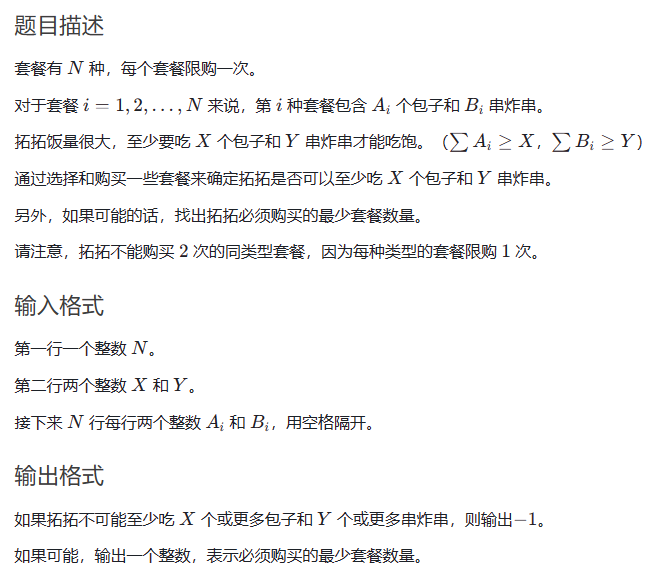 题目描述
套餐有 N 种，每个套餐限购一次。
对于套餐 i = 1, 2, . . . , N 来说，第 i 种套餐包含 A_i 个包子和 B_i 串炸串。
拓拓饭量很大，至少要吃 X 个包子和 Y 串炸串才能吃饱。（∑ A_i ≥ X，∑ B_i ≥ Y）
通过选择和购买一些套餐来确定拓拓是否可以至少吃 X 个包子和 Y 串炸串。
另外，如果可能的话，找出拓拓必须购买的最少套餐数量。
请注意，拓拓不能购买 2 次的同类型套餐，因为每种类型的套餐限购 1 次。
输入格式
第一行一个整数 N。
第二行两个整数 X 和 Y。
接下来 N 行每行两个整数 A_i 和 B_i，用空格隔开。
输出格式
如果拓拓不可能至少吃 X 个或更多包子和 Y 个或更多串炸串，则输出−1。
如果可能，输出一个整数，表示必须购买的最少套餐数量。